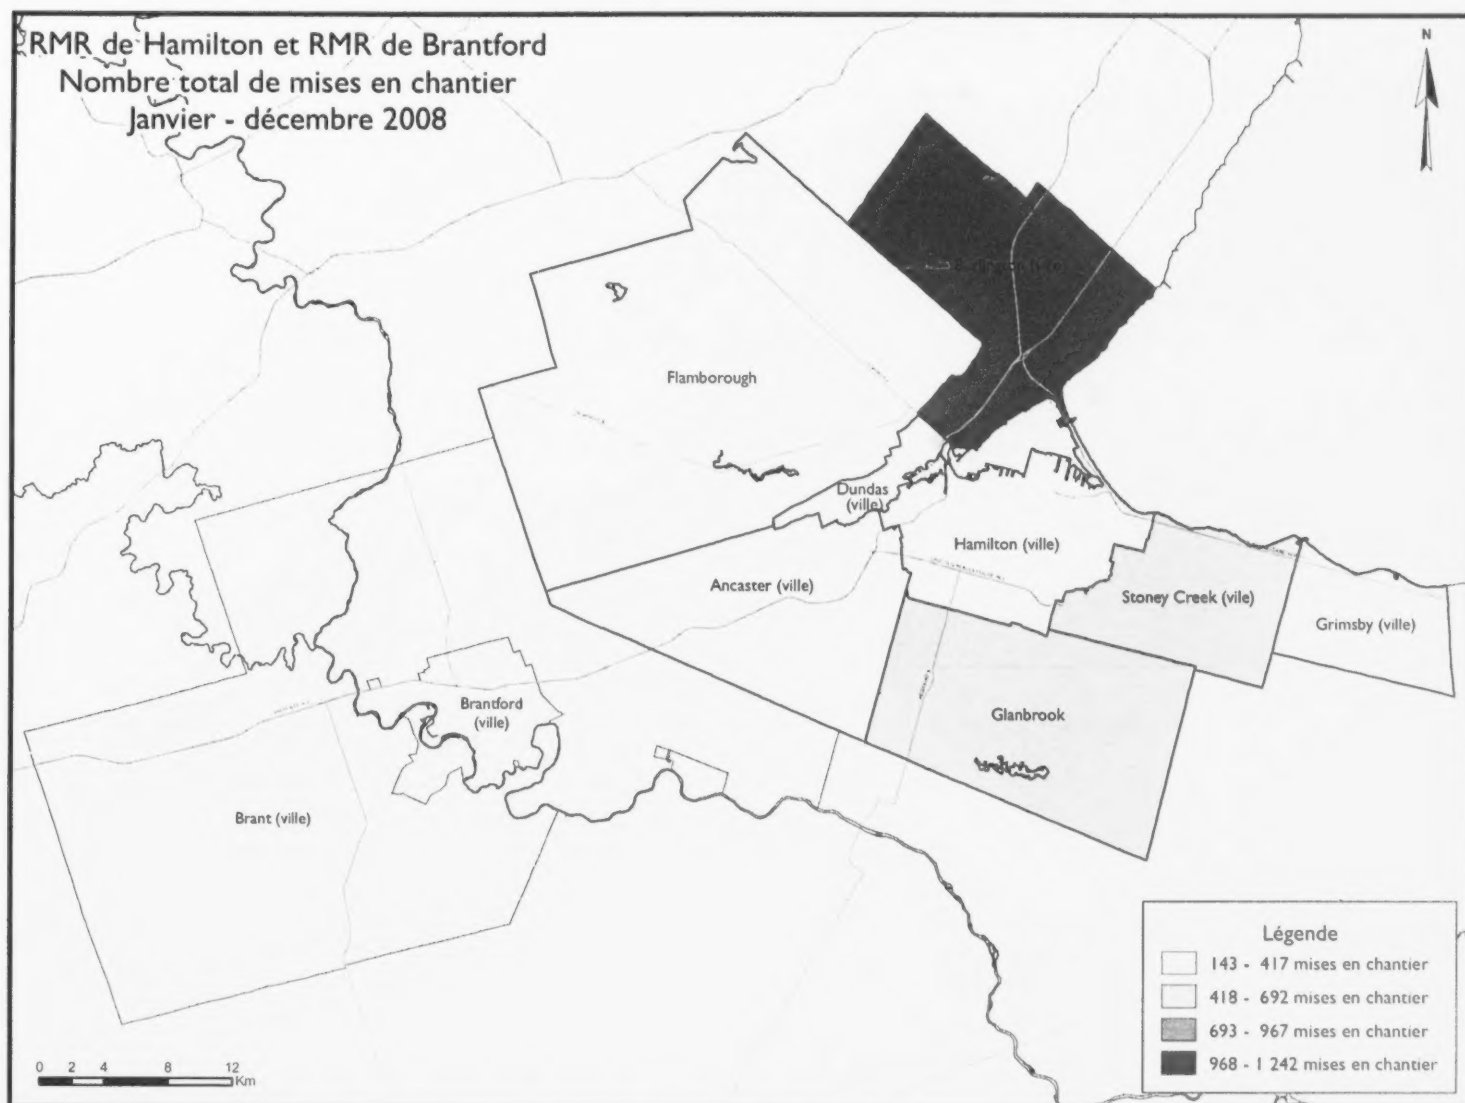 RMR de Hamilton et RMR de Brantford
Nombre total de mises en chantier
Janvier - décembre 2008
N
Flamborough
Dundas
(ville)
Hamilton (ville)
Ancaster (ville)
Stoney Creek (vile)
Grimsby (ville)
Brantford
(ville)
Glanbrook
Brant (ville)
Légende
143 - 417 mises en chantier
418 - 692 mises en chantier
693 - 967 mises en chantier
968 - 1 242 mises en chantier
0 2 4 8 12
Km